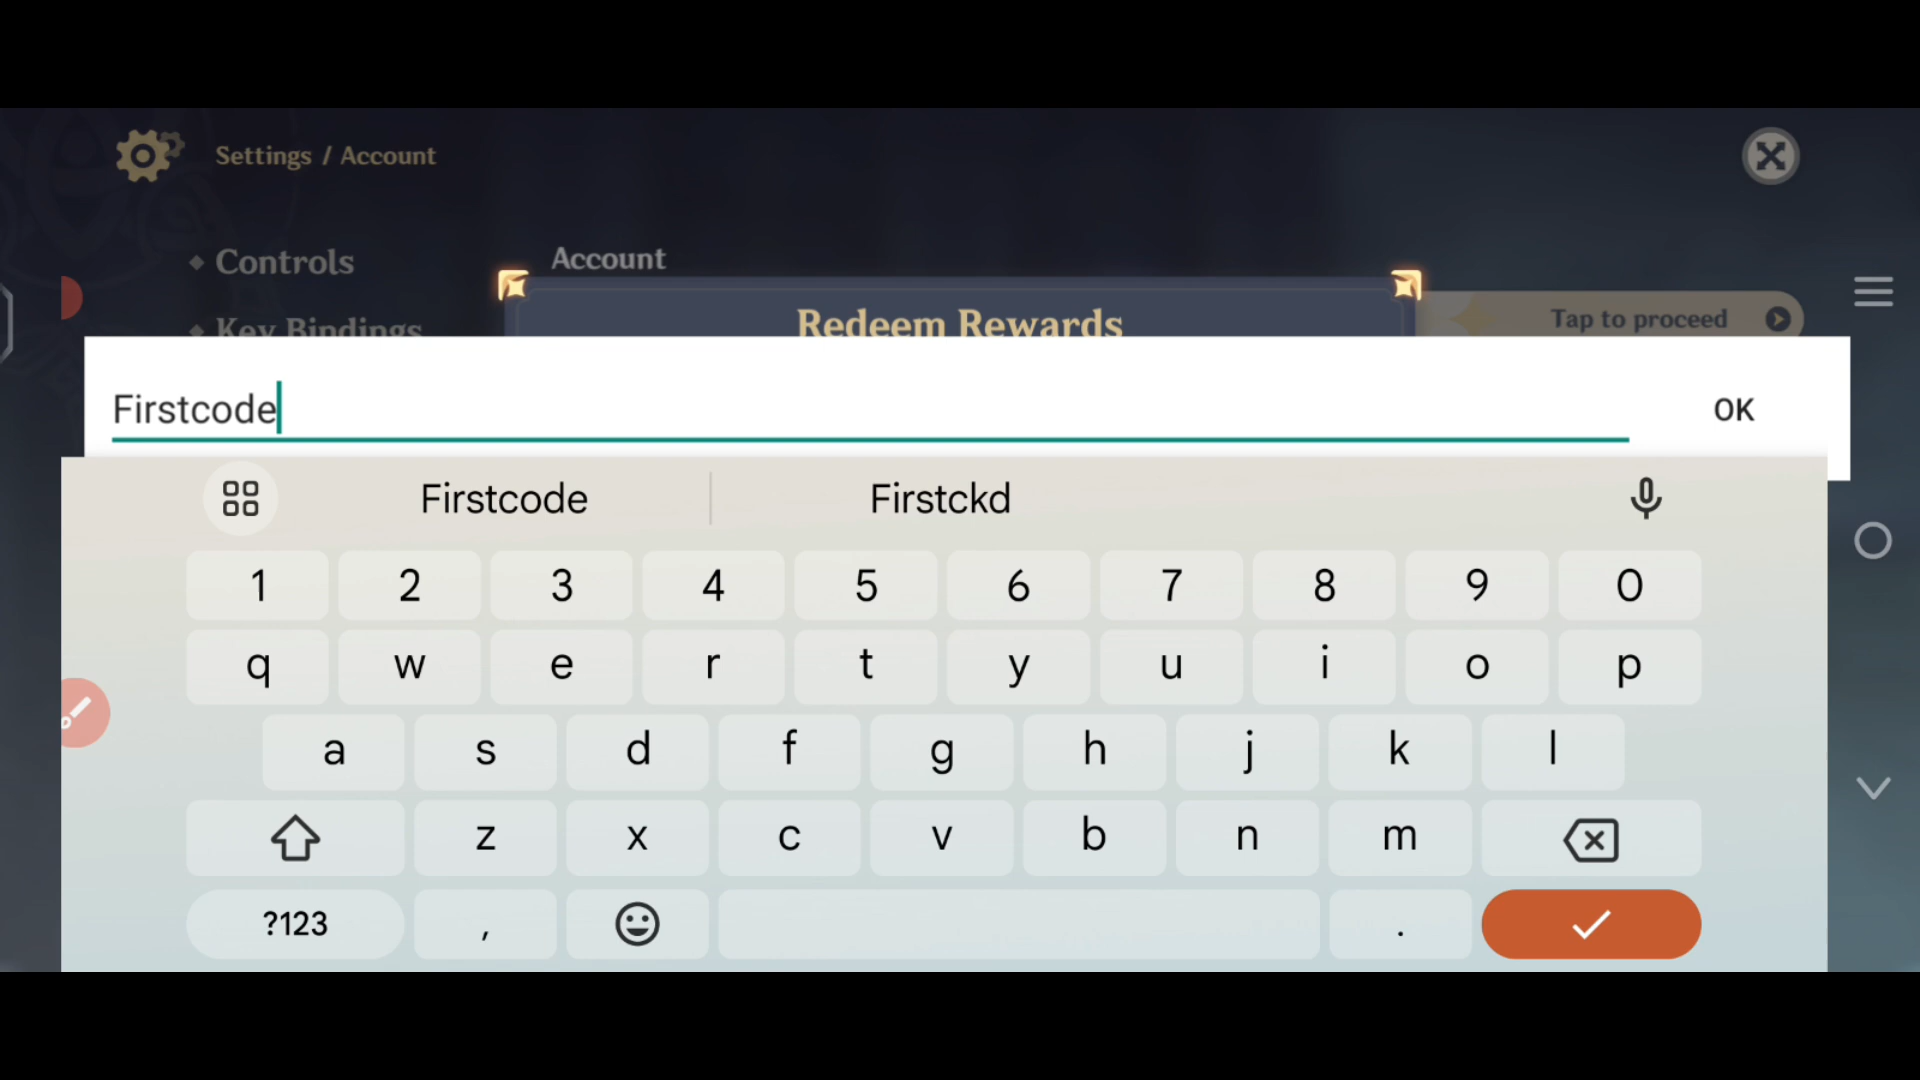 Settings / Account
Controls
Account
Key Bindings
Redeem Rewards
Tap to proceed
Firstcode
OK
Firstcode
Firstckd
1 2 3 4 5 6 7 8 9 0
q w e r t y u i o p
a s d f g h j k l
z x c v b n m
?123 , .